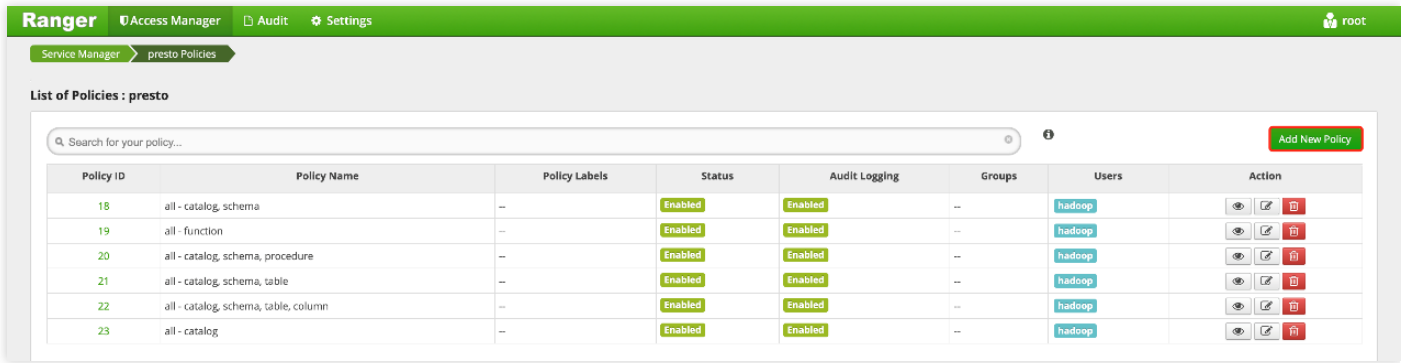 Ranger Access Manager Audit Settings root
Service Manager presto Policies
List of Policies : presto
Search for your policy...
Add New Policy
Policy ID Policy Name Policy Labels Status Audit Logging Groups Users Action
18 all - catalog, schema -- Enabled Enabled -- hadoop
19 all - function -- Enabled Enabled -- hadoop
20 all - catalog, schema, procedure -- Enabled Enabled -- hadoop
21 all - catalog, schema, table -- Enabled Enabled -- hadoop
22 all - catalog, schema, table, column -- Enabled Enabled -- hadoop
23 all - catalog -- Enabled Enabled -- hadoop